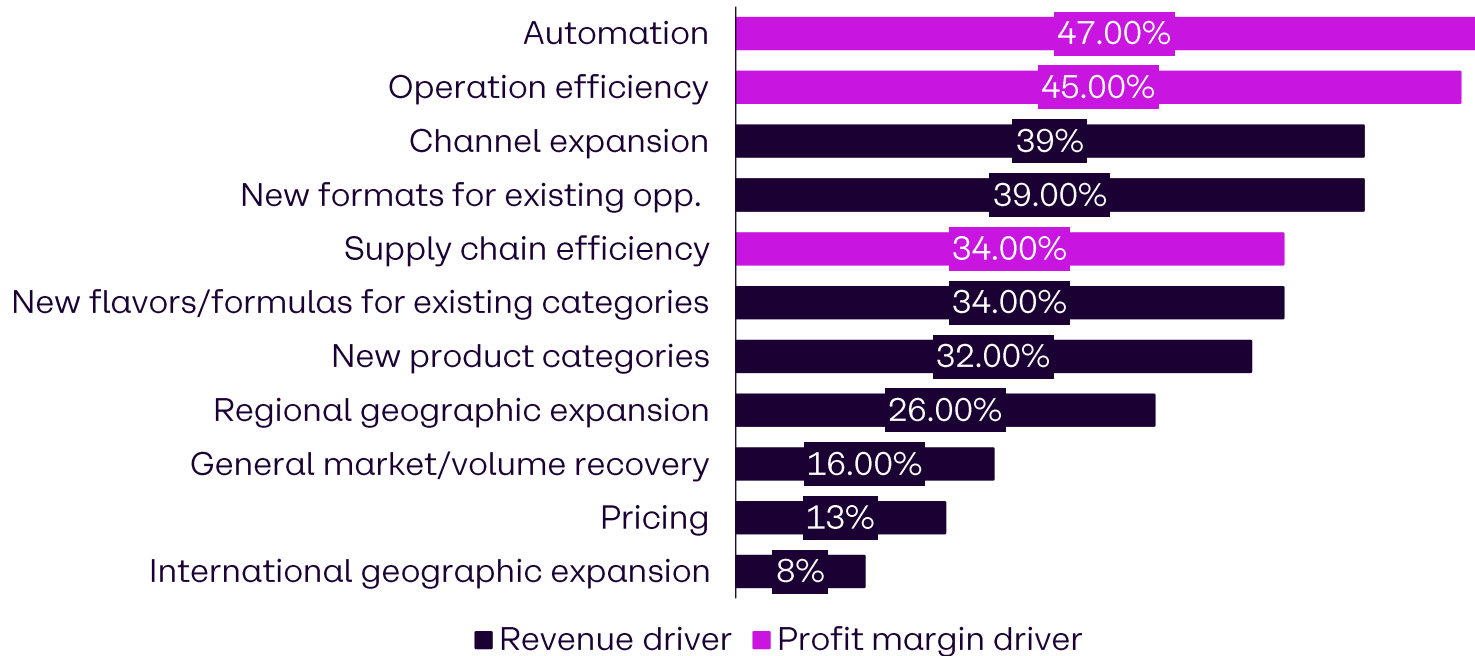 Automation 47.00%
Operation efficiency 45.00%
Channel expansion 39%
New formats for existing opp. 39.00%
Supply chain efficiency 34.00%
New flavors/formulas for existing categories 34.00%
New product categories 32.00%
Regional geographic expansion 26.00%
General market/volume recovery 16.00%
Pricing 13%
International geographic expansion 8%
Revenue driver Profit margin driver